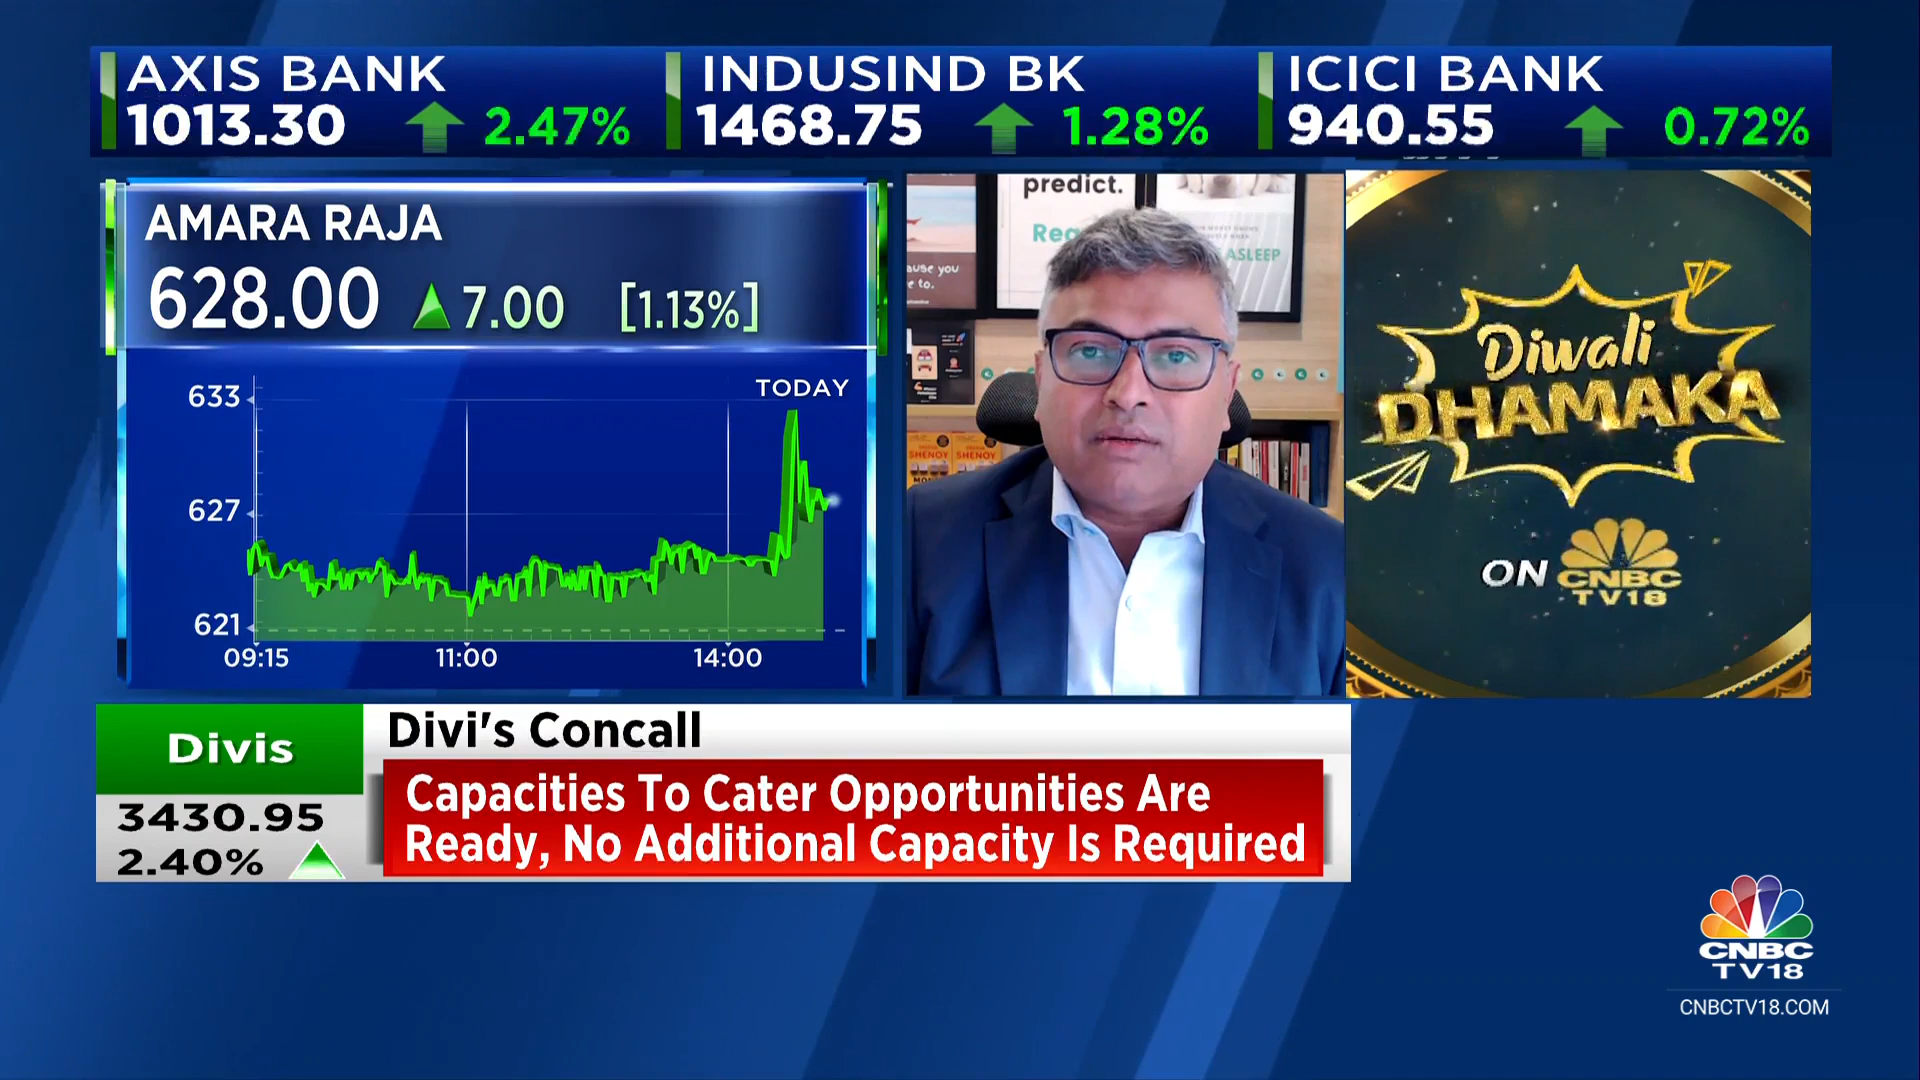 AXIS BANK
1013.30 2.47%
INDUSIND BK
1468.75 1.28%
ICICI BANK
940.55 0.72%
AMARA RAJA
628.00 7.00 [1.13%]
TODAY
633
627
621
09:15 11:00 14:00
predict.
ASLEEP
SHENOY SHENOY
Diwali
DHAMAKA
ON CNBC
TV18
Divis
3430.95
2.40%
Divi's Concall
Capacities To Cater Opportunities Are
Ready, No Additional Capacity Is Required
CNBC
TV18
CNBCTV18.COM